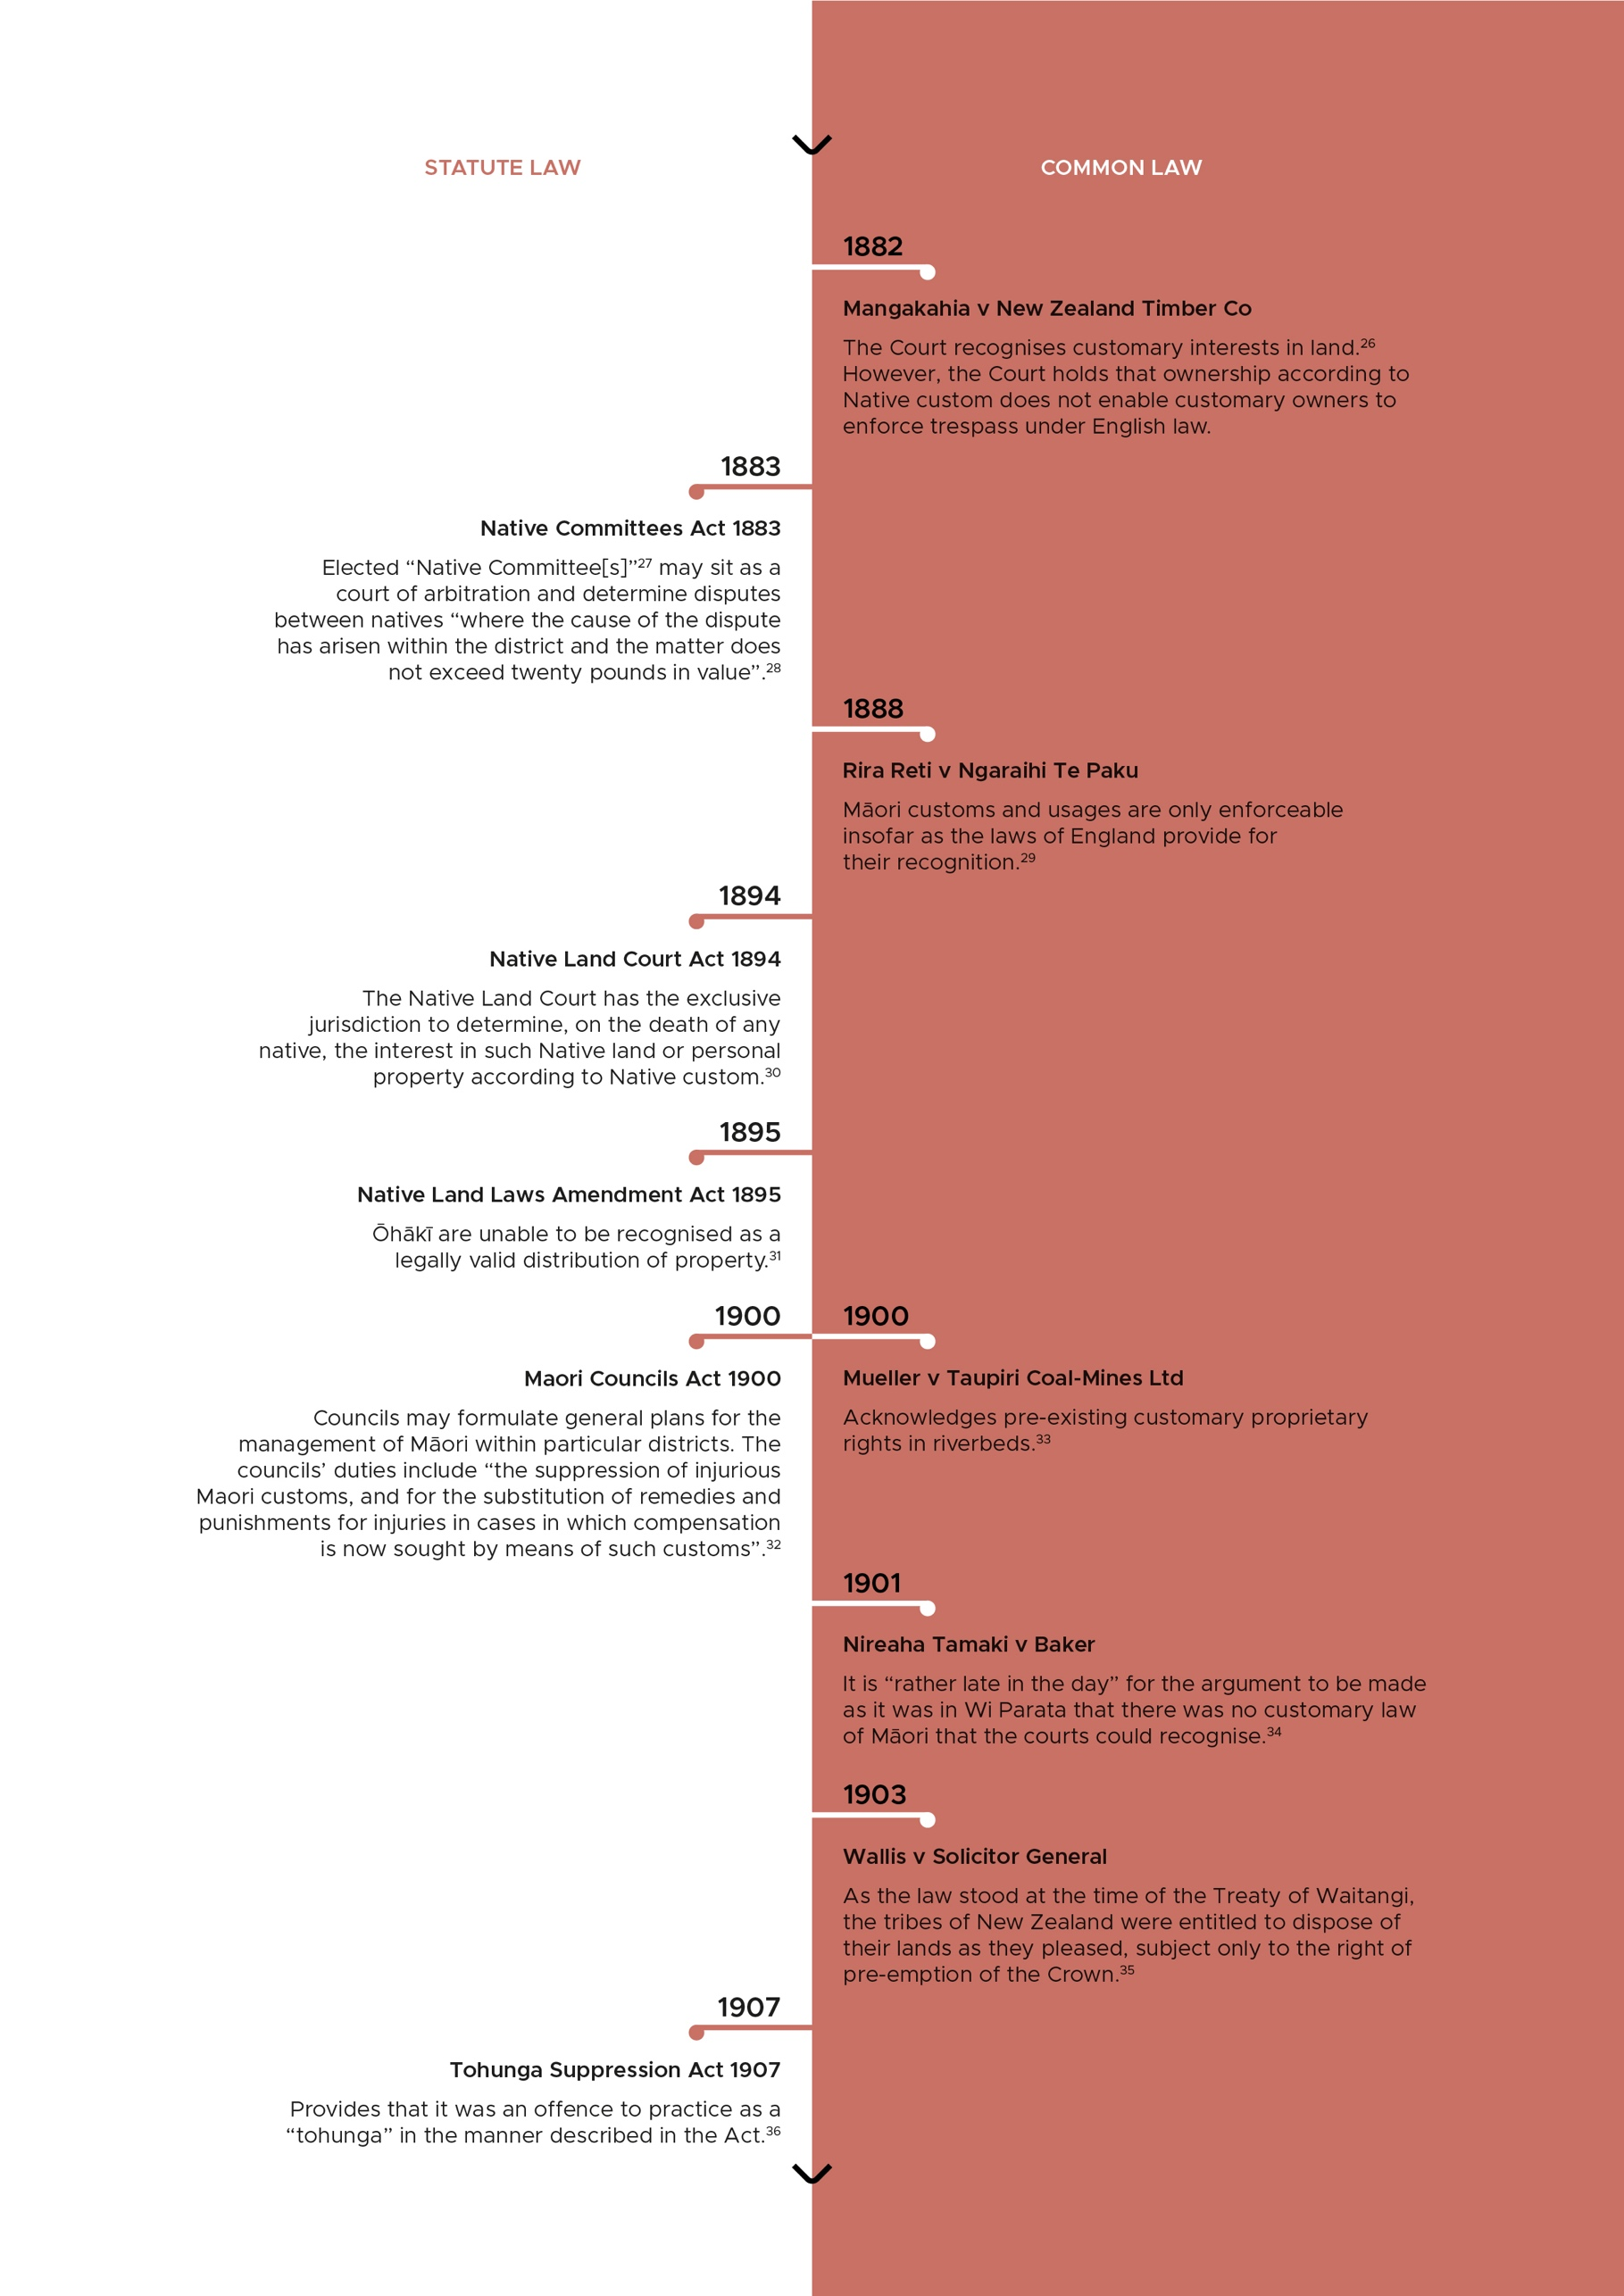 STATUTE LAW
COMMON LAW
1882
Mangakahia v New Zealand Timber Co
The Court recognises customary interests in land.²⁶
However, the Court holds that ownership according to
Native custom does not enable customary owners to
enforce trespass under English law.
1883
Native Committees Act 1883
Elected “Native Committee[s]”²⁷ may sit as a
court of arbitration and determine disputes
between natives “where the cause of the dispute
has arisen within the district and the matter does
not exceed twenty pounds in value”.²⁸
1888
Rira Reti v Ngaraihi Te Paku
Māori customs and usages are only enforceable
insofar as the laws of England provide for
their recognition.²⁹
1894
Native Land Court Act 1894
The Native Land Court has the exclusive
jurisdiction to determine, on the death of any
native, the interest in such Native land or personal
property according to Native custom.³⁰
1895
Native Land Laws Amendment Act 1895
Ōhākī are unable to be recognised as a
legally valid distribution of property.³¹
1900
Maori Councils Act 1900
Councils may formulate general plans for the
management of Māori within particular districts. The
councils’ duties include “the suppression of injurious
Maori customs, and for the substitution of remedies and
punishments for injuries in cases in which compensation
is now sought by means of such customs”.³²
1900
Mueller v Taupiri Coal-Mines Ltd
Acknowledges pre-existing customary proprietary
rights in riverbeds.³³
1901
Nireaha Tamaki v Baker
It is “rather late in the day” for the argument to be made
as it was in Wi Parata that there was no customary law
of Māori that the courts could recognise.³⁴
1903
Wallis v Solicitor General
As the law stood at the time of the Treaty of Waitangi,
the tribes of New Zealand were entitled to dispose of
their lands as they pleased, subject only to the right of
pre-emption of the Crown.³⁵
1907
Tohunga Suppression Act 1907
Provides that it was an offence to practice as a
“tohunga” in the manner described in the Act.³⁶